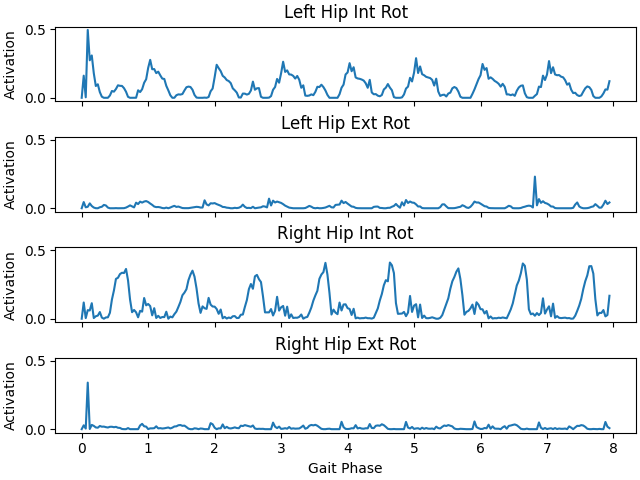 Left Hip Int Rot
0.5
Activation
0.0
Left Hip Ext Rot
0.5
Activation
0.0
Right Hip Int Rot
0.5
Activation
0.0
Right Hip Ext Rot
0.5
Activation
0.0
0 1 2 3 4 5 6 7 8
Gait Phase